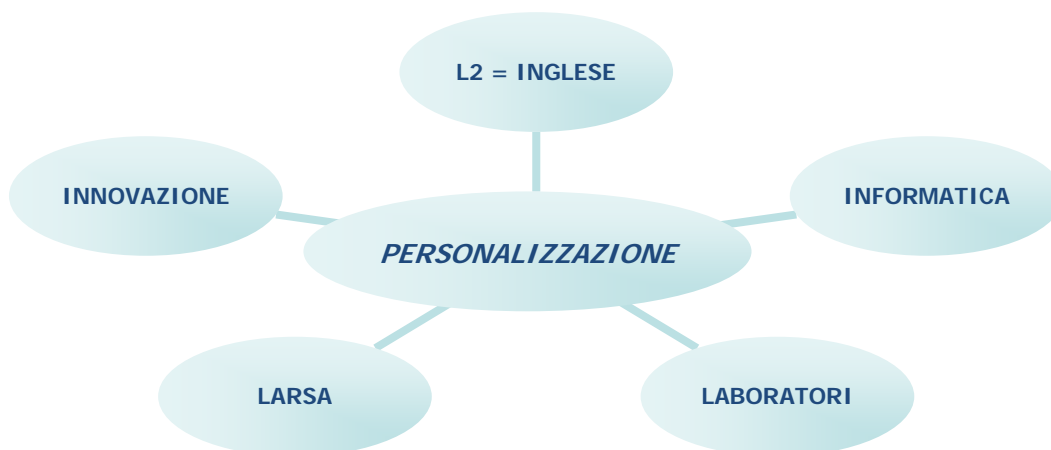 L2 = INGLESE
INNOVAZIONE
INFORMATICA
PERSONALIZZAZIONE
LARSA
LABORATORI